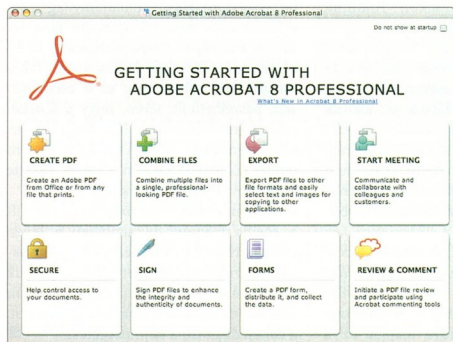 Getting Started with Adobe Acrobat 8 Professional
Do not show at startup
GETTING STARTED WITH
ADOBE ACROBAT 8 PROFESSIONAL
What's New in Acrobat 8 Professional
CREATE PDF
Create an Adobe PDF
from Office or from any
file that prints.
COMBINE FILES
Combine multiple files into
a single, professional-
looking PDF file.
EXPORT
Export PDF files to other
file formats and easily
select text and images for
copying to other
applications.
START MEETING
Communicate and
collaborate with
colleagues and
customers.
SECURE
Help control access to
your documents.
SIGN
Sign PDF files to enhance
the integrity and
authenticity of documents.
FORMS
Create a PDF form,
distribute it, and collect
the data.
REVIEW & COMMENT
Initiate a PDF file review
and participate using
Acrobat commenting tools